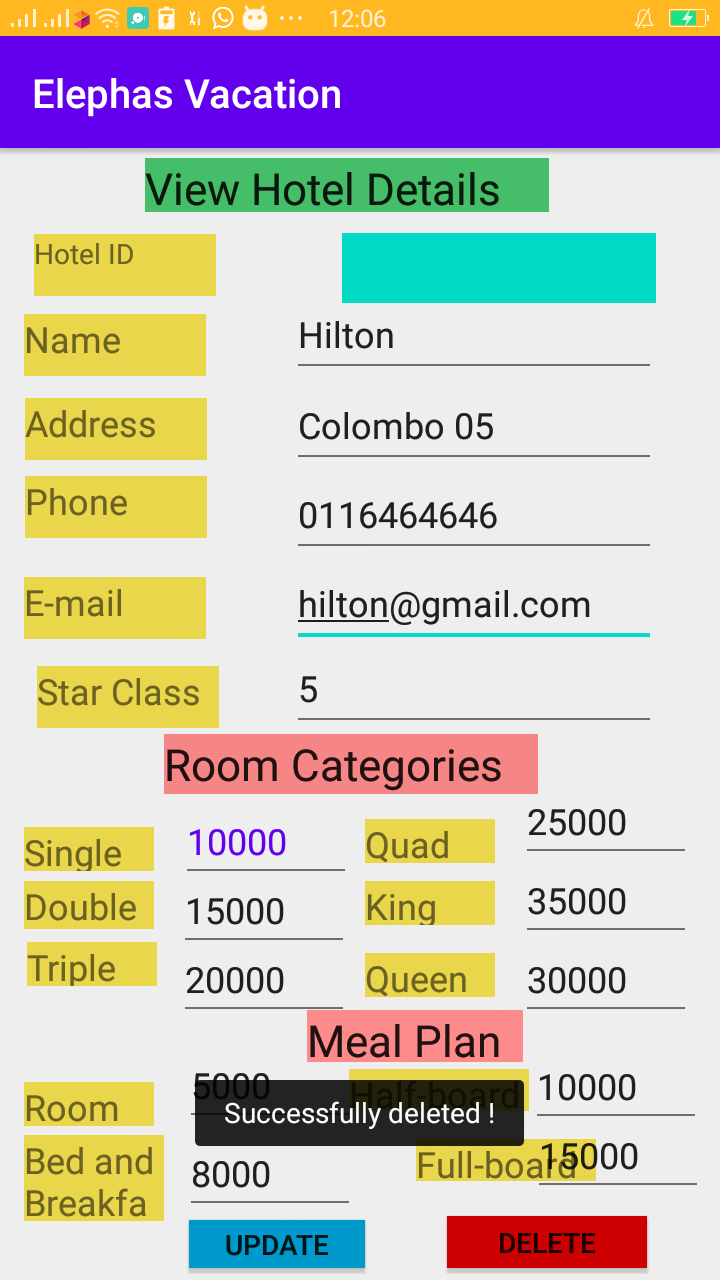 12:06
Elephas Vacation
View Hotel Details
Hotel ID
Name Hilton
Address Colombo 05
Phone 0116464646
E-mail hilton@gmail.com
Star Class 5
Room Categories
Single 10000 Quad 25000
Double 15000 King 35000
Triple 20000 Queen 30000
Meal Plan
Room 5000 Half-board 10000
Successfully deleted !
Bed and
Breakfa 8000 Full-board 15000
UPDATE DELETE